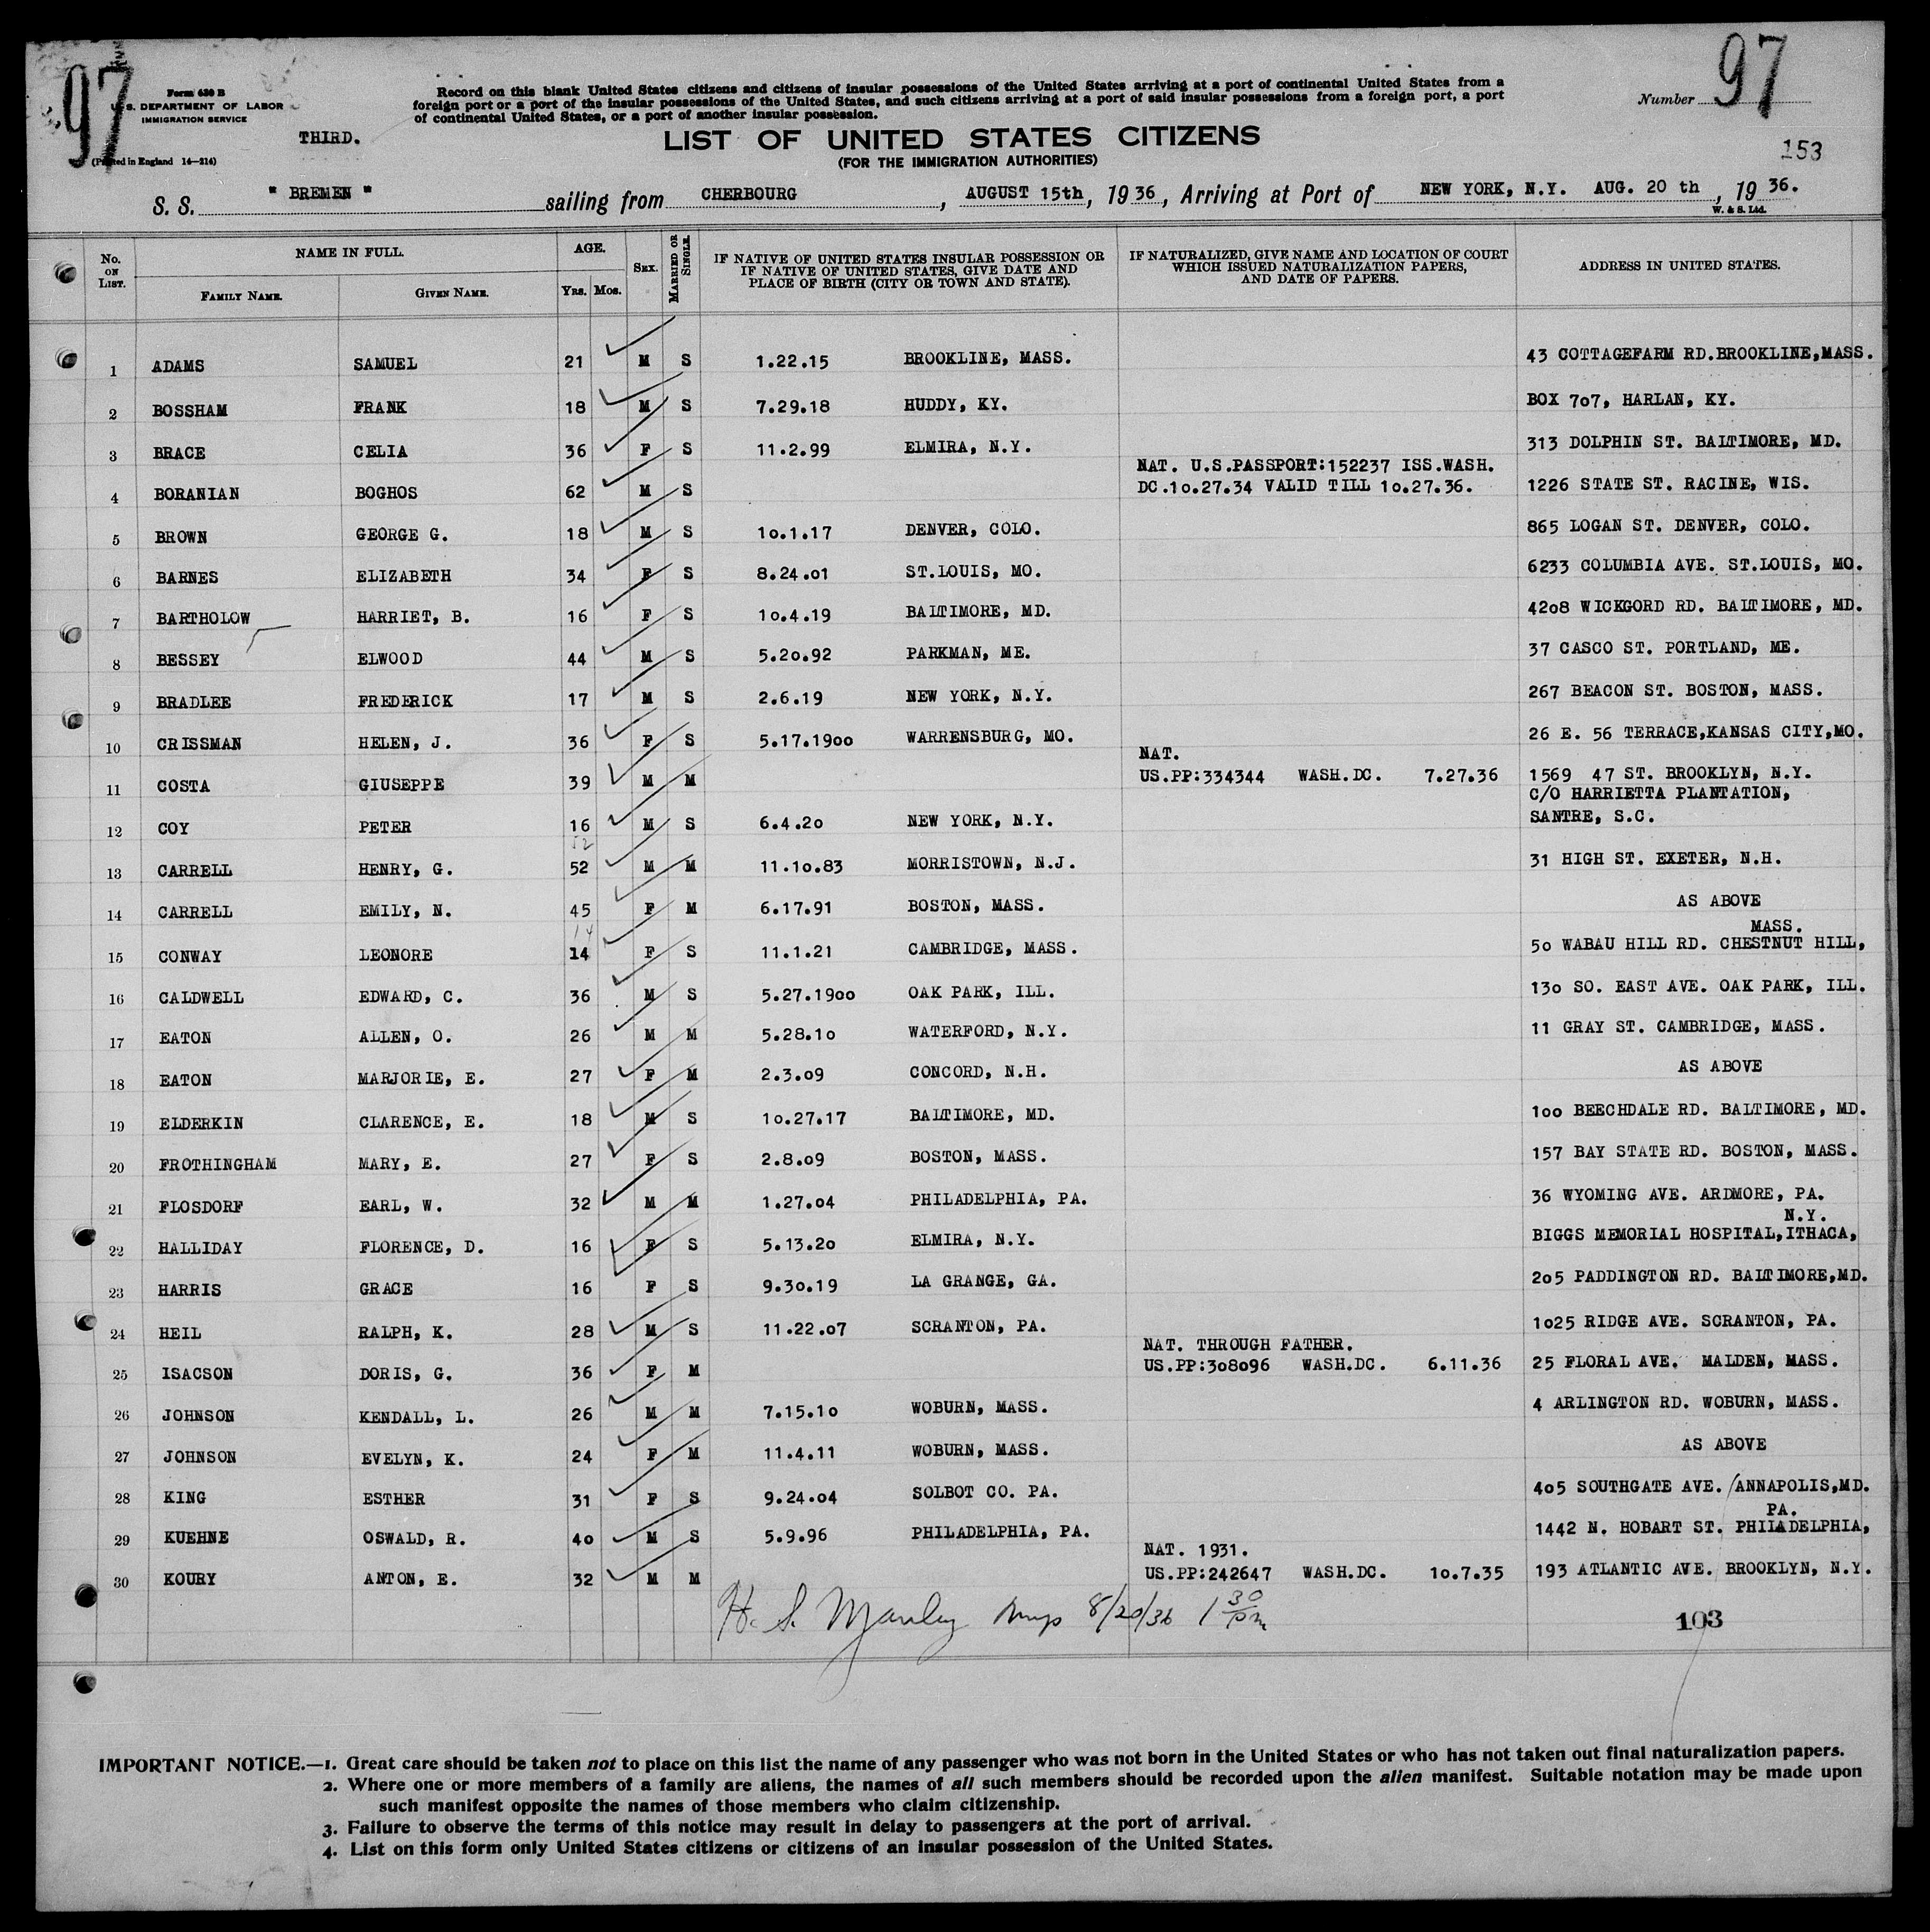 97
97
Form 630 B
U.S. DEPARTMENT OF LABOR
IMMIGRATION SERVICE
(Printed in England 14—214)
THIRD.
Record on this blank United States citizens and citizens of insular possessions of the United States arriving at a port of continental United States from a
foreign port or a port of the insular possessions of the United States, and such citizens arriving at a port of said insular possessions from a foreign port, a port
of continental United States, or a port of another insular possession.
Number
LIST OF UNITED STATES CITIZENS
(FOR THE IMMIGRATION AUTHORITIES)
153
S. S. " BREMEN " sailing from CHERBOURG, AUGUST 15th, 1936, Arriving at Port of NEW YORK, N.Y. AUG. 20 th, 1936.
W. & S. Ltd.
No. ON LIST. NAME IN FULL. FAMILY NAME. GIVEN NAME. AGE. YRS. MOS. SEX. MARRIED OR SINGLE. IF NATIVE OF UNITED STATES INSULAR POSSESSION OR IF NATIVE OF UNITED STATES, GIVE DATE AND PLACE OF BIRTH (CITY OR TOWN AND STATE). IF NATURALIZED, GIVE NAME AND LOCATION OF COURT WHICH ISSUED NATURALIZATION PAPERS, AND DATE OF PAPERS. ADDRESS IN UNITED STATES.
1 ADAMS SAMUEL 21 M S 1.22.15 BROOKLINE, MASS. 43 COTTAGEFARM RD.BROOKLINE,MASS.
2 BOSSHAM FRANK 18 M S 7.29.18 HUDDY, KY. BOX 707, HARLAN, KY.
3 BRACE CELIA 36 F S 11.2.99 ELMIRA, N.Y. 313 DOLPHIN ST. BALTIMORE, MD.
NAT. U.S.PASSPORT:152237 ISS.WASH.
4 BORANIAN BOGHOS 62 M S DC.10.27.34 VALID TILL 10.27.36. 1226 STATE ST. RACINE, WIS.
5 BROWN GEORGE G. 18 M S 10.1.17 DENVER, COLO. 865 LOGAN ST. DENVER, COLO.
6 BARNES ELIZABETH 34 F S 8.24.01 ST.LOUIS, MO. 6233 COLUMBIA AVE. ST.LOUIS, MO.
7 BARTHOLOW HARRIET, B. 16 F S 10.4.19 BALTIMORE, MD. 4208 WICKGORD RD. BALTIMORE, MD.
8 BESSEY ELWOOD 44 M S 5.20.92 PARKMAN, ME. 37 CASCO ST. PORTLAND, ME.
9 BRADLEE FREDERICK 17 M S 2.6.19 NEW YORK, N.Y. 267 BEACON ST. BOSTON, MASS.
10 CRISSMAN HELEN, J. 36 F S 5.17.1900 WARRENSBURG, MO. 26 E. 56 TERRACE,KANSAS CITY,MO.
NAT.
11 COSTA GIUSEPPE 39 M M US.PP:334344 WASH.DC. 7.27.36 1569 47 ST. BROOKLYN, N.Y.
C/O HARRIETTA PLANTATION,
12 COY PETER 16 M S 6.4.20 NEW YORK, N.Y. SANTRE, S.C.
52
13 CARRELL HENRY, G. 52 M M 11.10.83 MORRISTOWN, N.J. 31 HIGH ST. EXETER, N.H.
14 CARRELL EMILY, N. 45 F M 6.17.91 BOSTON, MASS. AS ABOVE
14 MASS.
15 CONWAY LEONORE 14 F S 11.1.21 CAMBRIDGE, MASS. 50 WABAU HILL RD. CHESTNUT HILL,
16 CALDWELL EDWARD, C. 36 M S 5.27.1900 OAK PARK, ILL. 130 SO. EAST AVE. OAK PARK, ILL.
17 EATON ALLEN, O. 26 M M 5.28.10 WATERFORD, N.Y. 11 GRAY ST. CAMBRIDGE, MASS.
18 EATON MARJORIE, E. 27 F M 2.3.09 CONCORD, N.H. AS ABOVE
19 ELDERKIN CLARENCE, E. 18 M S 10.27.17 BALTIMORE, MD. 100 BEECHDALE RD. BALTIMORE, MD.
20 FROTHINGHAM MARY, E. 27 F S 2.8.09 BOSTON, MASS. 157 BAY STATE RD. BOSTON, MASS.
21 FLOSDORF EARL, W. 32 M M 1.27.04 PHILADELPHIA, PA. 36 WYOMING AVE. ARDMORE, PA.
N.Y.
22 HALLIDAY FLORENCE, D. 16 F S 5.13.20 ELMIRA, N.Y. BIGGS MEMORIAL HOSPITAL,ITHACA,
23 HARRIS GRACE 16 F S 9.30.19 LA GRANGE, GA. 205 PADDINGTON RD. BALTIMORE,MD.
24 HEIL RALPH, K. 28 M S 11.22.07 SCRANTON, PA. 1025 RIDGE AVE. SCRANTON, PA.
NAT. THROUGH FATHER.
25 ISACSON DORIS, G. 36 F M US.PP:308096 WASH.DC. 6.11.36 25 FLORAL AVE. MALDEN, MASS.
26 JOHNSON KENDALL, L. 26 M M 7.15.10 WOBURN, MASS. 4 ARLINGTON RD. WOBURN, MASS.
27 JOHNSON EVELYN, K. 24 F M 11.4.11 WOBURN, MASS. AS ABOVE
28 KING ESTHER 31 F S 9.24.04 SOLBOT CO. PA. 405 SOUTHGATE AVE. ANNAPOLIS,MD.
PA.
29 KUEHNE OSWALD, R. 40 M S 5.9.96 PHILADELPHIA, PA. 1442 N. HOBART ST. PHILADELPHIA,
NAT. 1931.
30 KOURY ANTON, E. 32 M M US.PP:242647 WASH.DC. 10.7.35 193 ATLANTIC AVE. BROOKLYN, N.Y.
H. S. Manley 8/20/36 1 30 pm
103
IMPORTANT NOTICE.—1. Great care should be taken not to place on this list the name of any passenger who was not born in the United States or who has not taken out final naturalization papers.
2. Where one or more members of a family are aliens, the names of all such members should be recorded upon the alien manifest. Suitable notation may be made upon
such manifest opposite the names of those members who claim citizenship.
3. Failure to observe the terms of this notice may result in delay to passengers at the port of arrival.
4. List on this form only United States citizens or citizens of an insular possession of the United States.